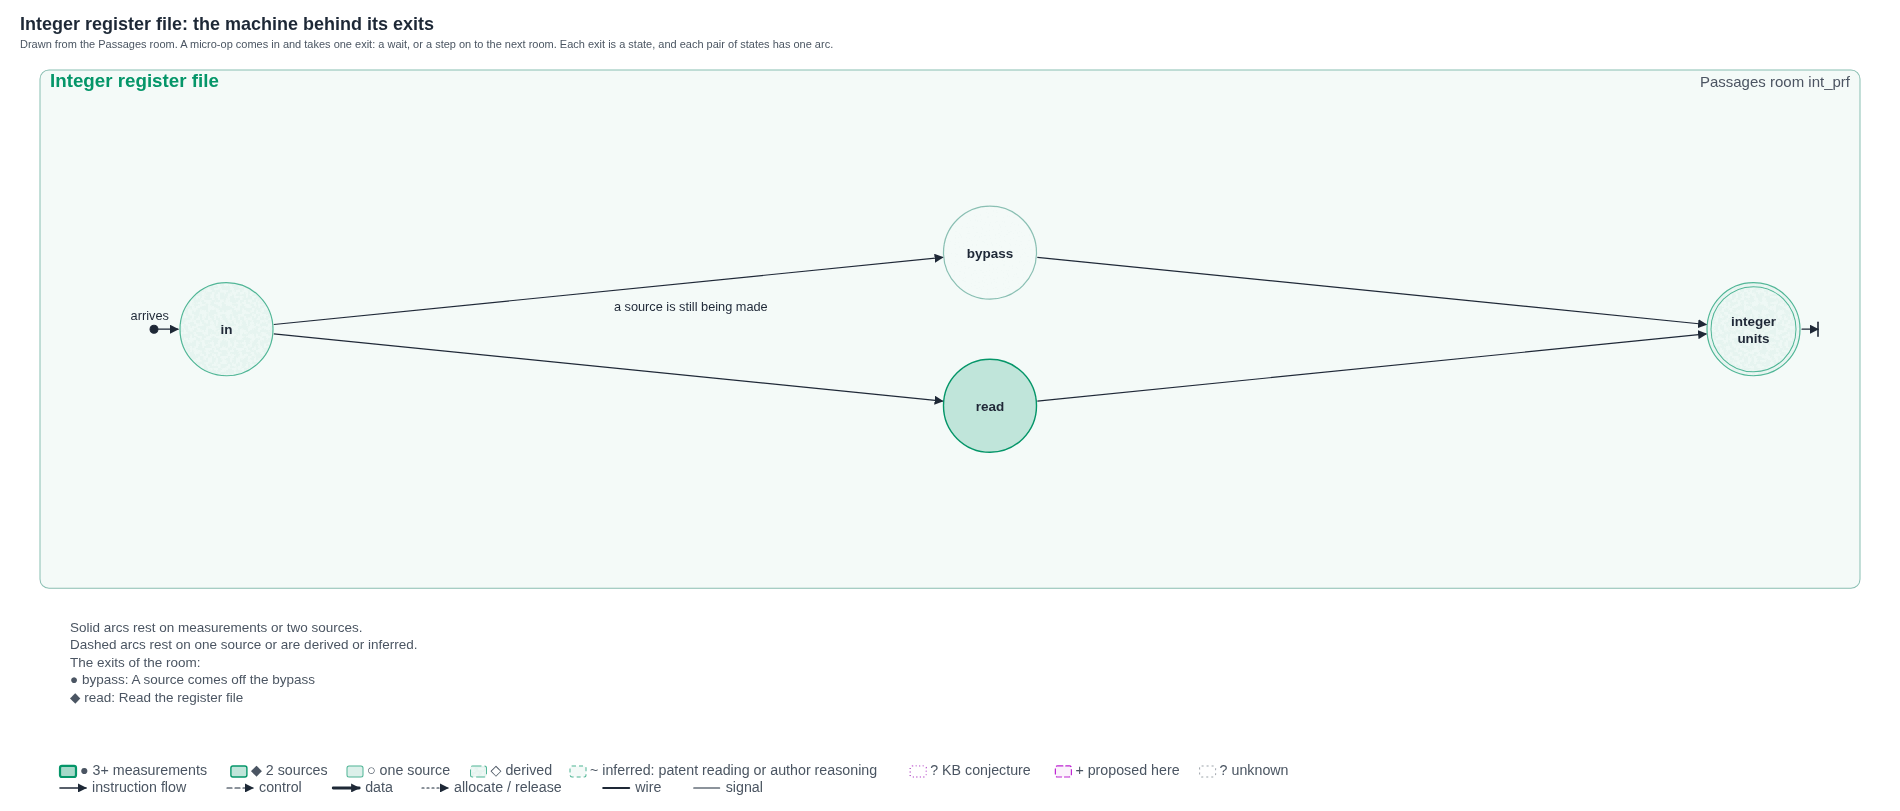 Integer register file: the machine behind its exits
Drawn from the Passages room. A micro-op comes in and takes one exit: a wait, or a step on to the next room. Each exit is a state, and each pair of states has one arc.
Integer register file
Passages room int_prf
bypass
a source is still being made
arrives
in
integer
units
read
Solid arcs rest on measurements or two sources.
Dashed arcs rest on one source or are derived or inferred.
The exits of the room:
● bypass: A source comes off the bypass
◆ read: Read the register file
● 3+ measurements ◆ 2 sources ○ one source ◇ derived ~ inferred: patent reading or author reasoning ? KB conjecture + proposed here ? unknown
instruction flow control data allocate / release wire signal